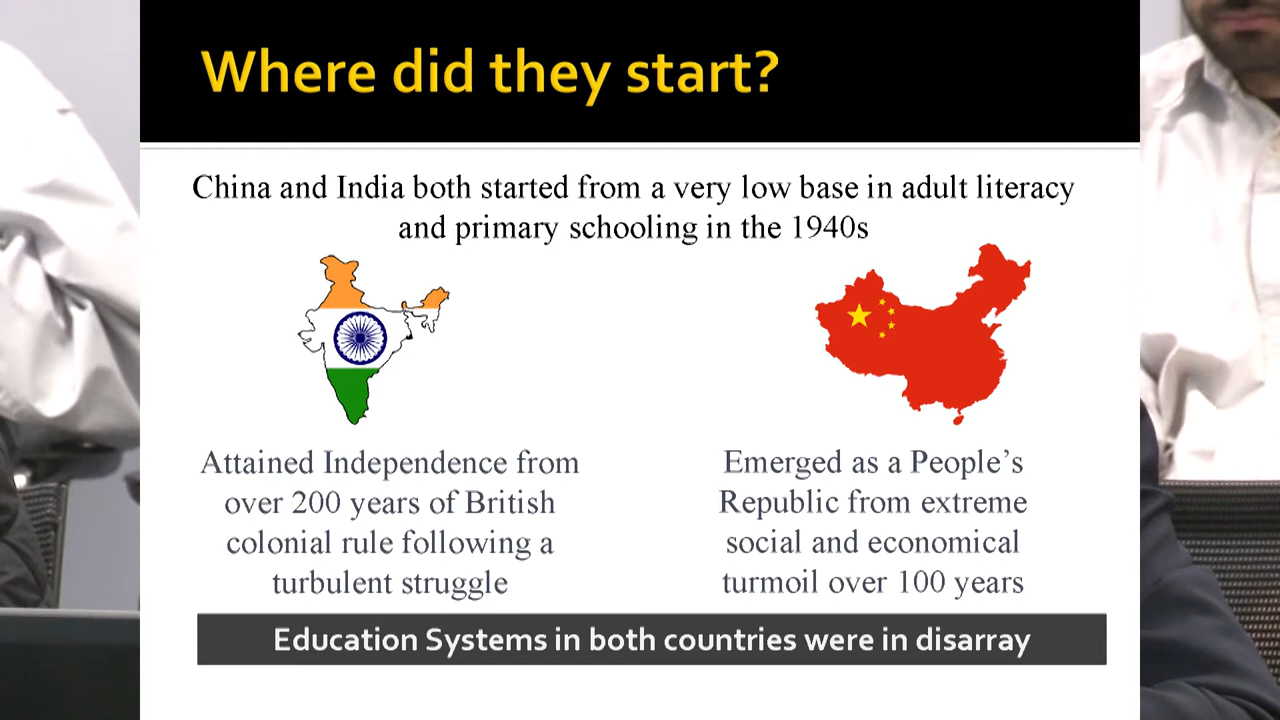 Where did they start?
China and India both started from a very low base in adult literacy
and primary schooling in the 1940s
Attained Independence from
over 200 years of British
colonial rule following a
turbulent struggle
Emerged as a People’s
Republic from extreme
social and economical
turmoil over 100 years
Education Systems in both countries were in disarray